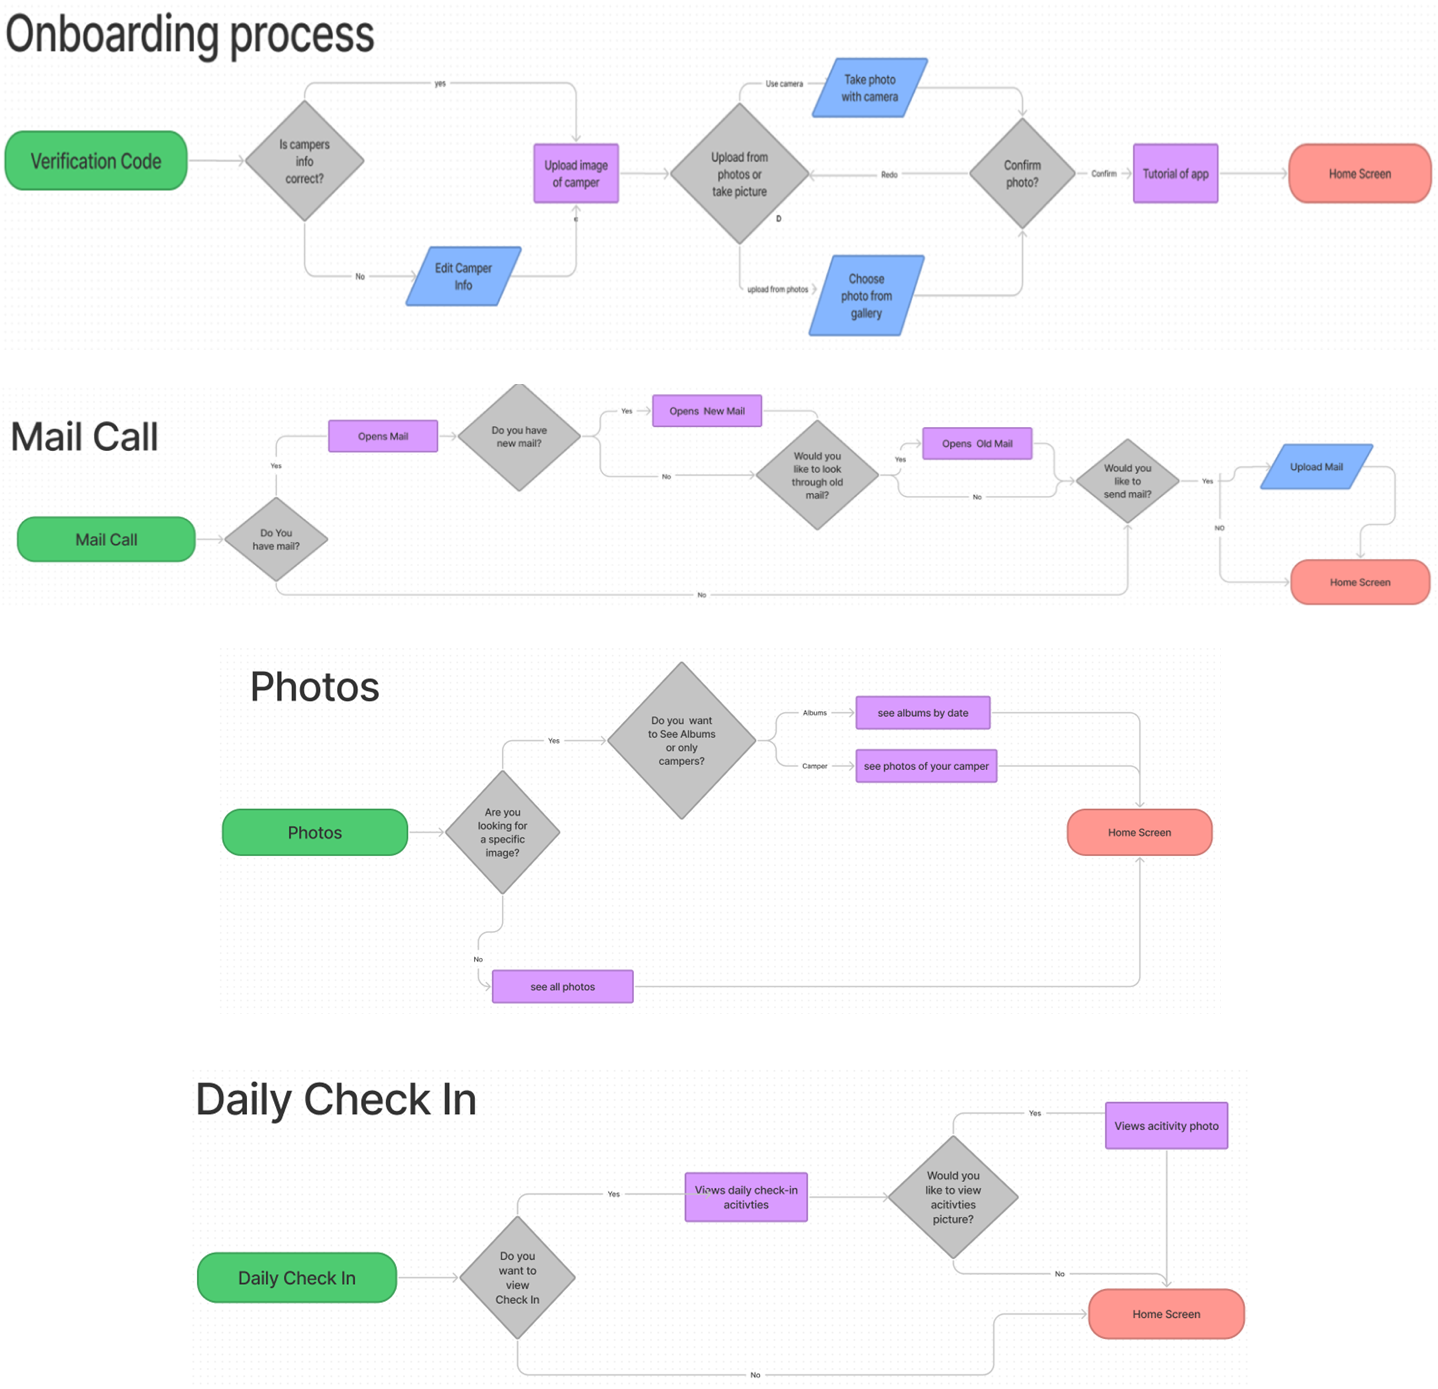 Onboarding process
yes
Use camera
Take photo
with camera
Verification Code
Is campers
info
correct?
Upload image
of camper
Upload from
photos or
take picture
Redo
Confirm
photo?
Confirm
Tutorial of app
Home Screen
D
No
Edit Camper
Info
upload from photos
Choose
photo from
gallery
Mail Call
Yes
Opens Mail
Do you have
new mail?
Yes
Opens  New Mail
No
Would you
like to look
through old
mail?
Yes
Opens  Old Mail
No
Would you
like to
send mail?
Yes
Upload Mail
NO
Mail Call
Do You
have mail?
Home Screen
No
Photos
Do you  want
to See Albums
or only
campers?
Albums
see albums by date
Yes
Camper
see photos of your camper
Photos
Are you
looking for
a specific
image?
Home Screen
No
see all photos
Daily Check In
Yes
Views acitivity photo
Yes
Views daily check-in
acitivties
Would you
like to view
acitivties
picture?
Daily Check In
Do you
want to
view
Check In
No
Home Screen
No